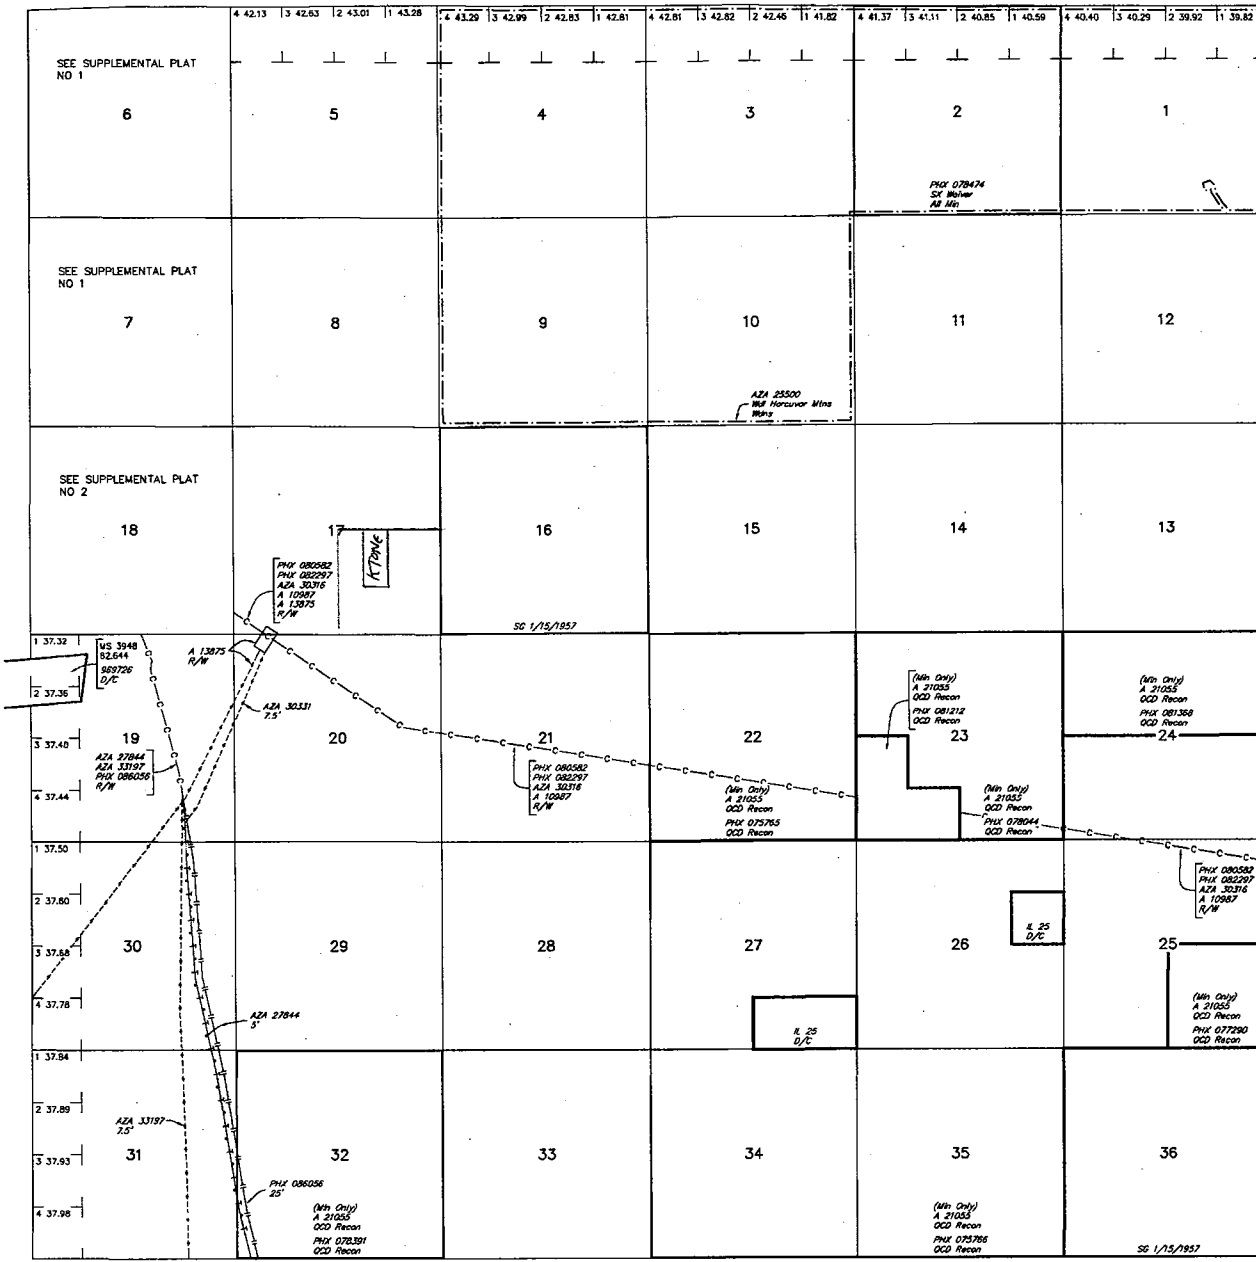 4 42.13 3 42.63 2 43.01 1 43.28 4 43.29 3 42.99 2 42.83 1 42.81 4 42.81 3 42.82 2 42.46 1 41.82 4 41.37 3 41.11 2 40.85 1 40.59 4 40.40 3 40.29 2 39.92 1 39.82
SEE SUPPLEMENTAL PLAT
NO 1
6 5 4 3 2 1
PHX 078474
SX Waiver
All Min
SEE SUPPLEMENTAL PLAT
NO 1
7 8 9 10 11 12
AZA 25500
Wdl Harcuvar Mtns
Wdns
SEE SUPPLEMENTAL PLAT
NO 2
18 17 16 15 14 13
KTONE
PHX 080582
PHX 082297
AZA 30316
A 10987
A 13875
R/W
SG 1/15/1957
1 37.32
2 37.36
3 37.40
4 37.44
MS 3948
82.644
969726
D/C
A 13875
R/W
AZA 30331
7.5'
19 20 21 22 23 24
AZA 27844
AZA 33197
PHX 086056
R/W
PHX 080582
PHX 082297
AZA 30316
A 10987
R/W
(Min Only)
A 21055
OCD Recon
PHX 075765
OCD Recon
(Min Only)
A 21055
OCD Recon
PHX 081212
OCD Recon
(Min Only)
A 21055
OCD Recon
PHX 078044
OCD Recon
(Min Only)
A 21055
OCD Recon
PHX 081368
OCD Recon
1 37.50
2 37.60
3 37.68
4 37.78
30 29 28 27 26 25
AZA 27844
5'
IL 25
D/C
IL 25
D/C
PHX 080582
PHX 082297
AZA 30316
A 10987
R/W
(Min Only)
A 21055
OCD Recon
PHX 077290
OCD Recon
1 37.84
2 37.89
3 37.93
4 37.98
AZA 33197
7.5'
31 32 33 34 35 36
PHX 086056
25'
(Min Only)
A 21055
OCD Recon
PHX 078391
OCD Recon
(Min Only)
A 21055
OCD Recon
PHX 075766
OCD Recon
SG 1/15/1957